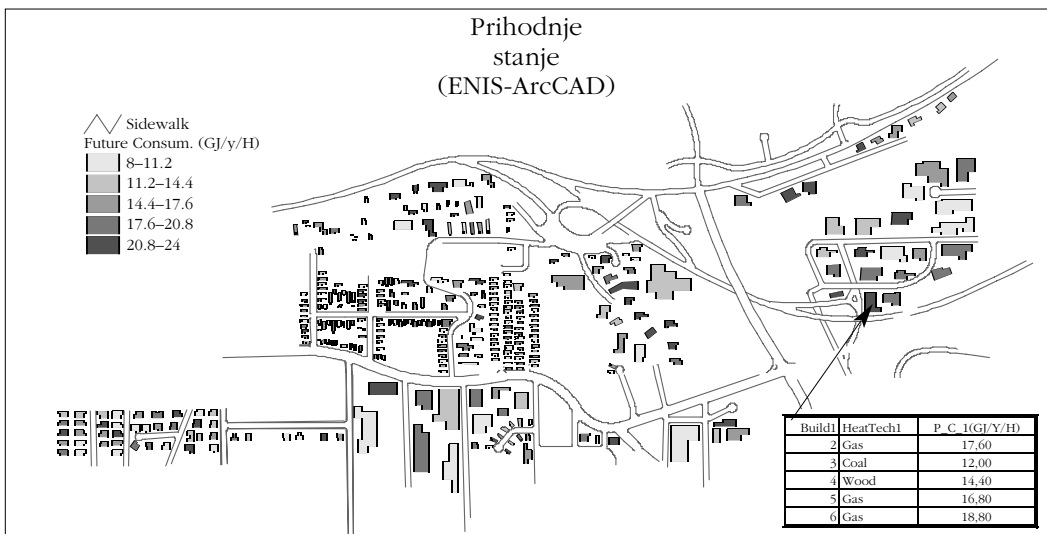 Prihodnje
stanje
(ENIS-ArcCAD)
Sidewalk
Future Consum. (GJ/y/H)
8–11.2
11.2–14.4
14.4–17.6
17.6–20.8
20.8–24
Build1 HeatTech1 P_C_1(GJ/Y/H)
2 Gas 17,60
3 Coal 12,00
4 Wood 14,40
5 Gas 16,80
6 Gas 18,80